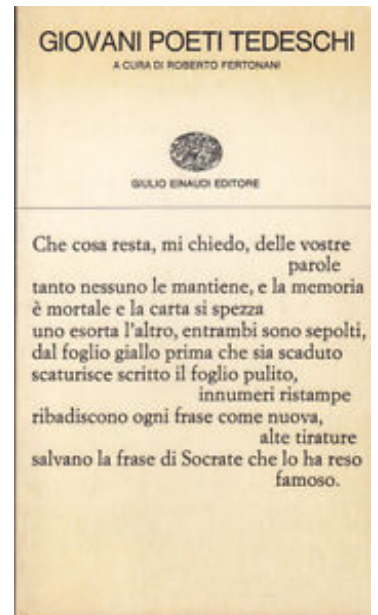 GIOVANI POETI TEDESCHI
A CURA DI ROBERTO FERTONANI
GIULIO EINAUDI EDITORE
Che cosa resta, mi chiedo, delle vostre
parole
tanto nessuno le mantiene, e la memoria
è mortale e la carta si spezza
uno esorta l'altro, entrambi sono sepolti,
dal foglio giallo prima che sia scaduto
scaturisce scritto il foglio pulito,
innumeri ristampe
ribadiscono ogni frase come nuova,
alte tirature
salvano la frase di Socrate che lo ha reso
famoso.